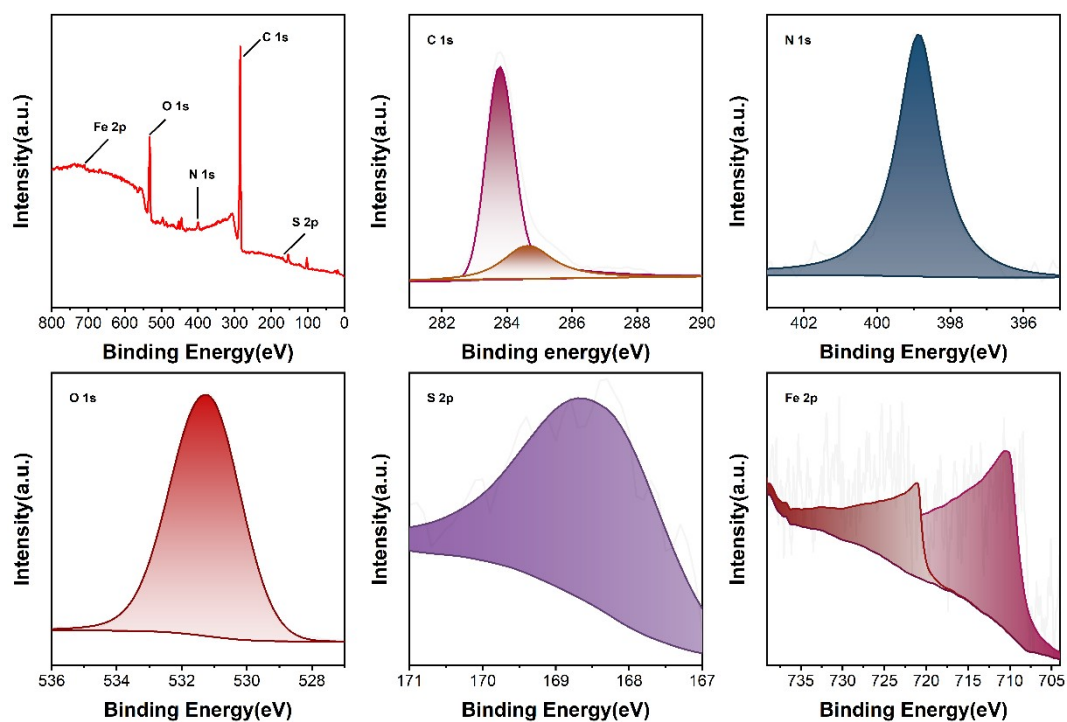 C 1s
O 1s
Fe 2p
N 1s
S 2p
Intensity(a.u.)
800 700 600 500 400 300 200 100 0
Binding Energy(eV)
C 1s
Intensity(a.u.)
282 284 286 288 290
Binding energy(eV)
N 1s
Intensity(a.u.)
402 400 398 396
Binding Energy(eV)
O 1s
Intensity(a.u.)
536 534 532 530 528
Binding Energy(eV)
S 2p
Intensity(a.u.)
171 170 169 168 167
Binding Energy(eV)
Fe 2p
Intensity(a.u.)
735 730 725 720 715 710 705
Binding Energy(eV)